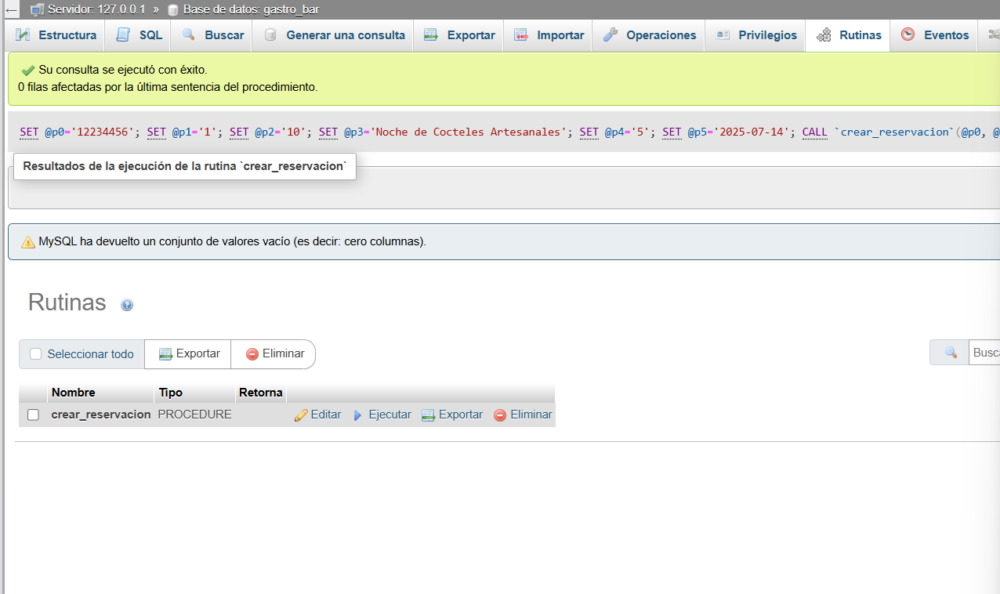 ← Servidor: 127.0.0.1 » Base de datos: gastro_bar
Estructura SQL Buscar Generar una consulta Exportar Importar Operaciones Privilegios Rutinas Eventos
Su consulta se ejecutó con éxito.
0 filas afectadas por la última sentencia del procedimiento.
SET @p0='12234456'; SET @p1='1'; SET @p2='10'; SET @p3='Noche de Cocteles Artesanales'; SET @p4='5'; SET @p5='2025-07-14'; CALL `crear_reservacion`(@p0, @
Resultados de la ejecución de la rutina `crear_reservacion`
MySQL ha devuelto un conjunto de valores vacío (es decir: cero columnas).
Rutinas
Seleccionar todo Exportar Eliminar
Nombre Tipo Retorna
crear_reservacion PROCEDURE Editar Ejecutar Exportar Eliminar